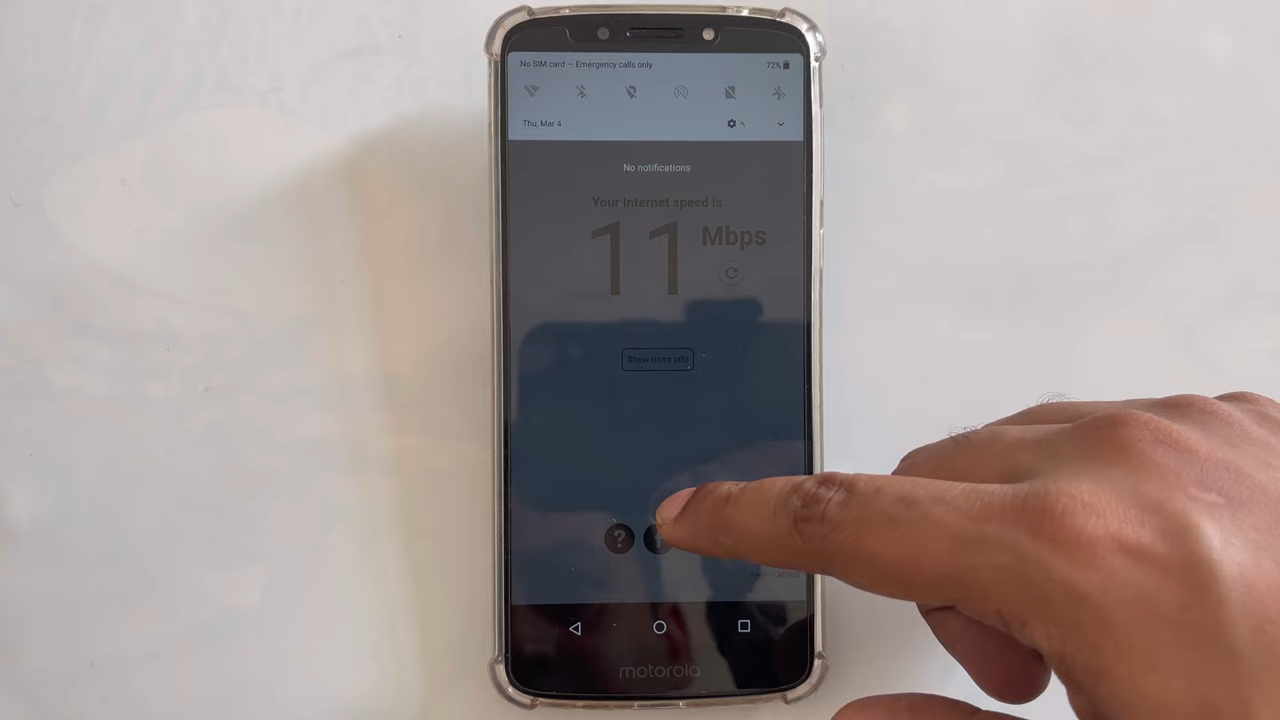 No SIM card — Emergency calls only
72%
Thu, Mar 4
No notifications
Your Internet speed is
11 Mbps
Show more info
?
f
motorola